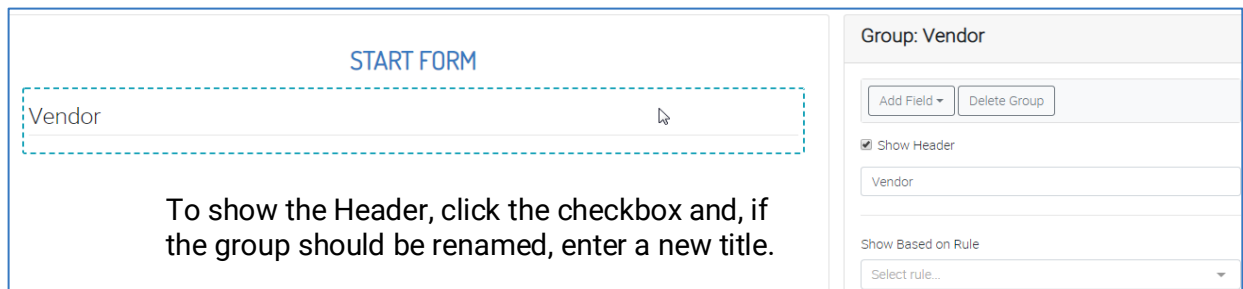 START FORM
Vendor
To show the Header, click the checkbox and, if
the group should be renamed, enter a new title.
Group: Vendor
Add Field Delete Group
Show Header
Vendor
Show Based on Rule
Select rule...